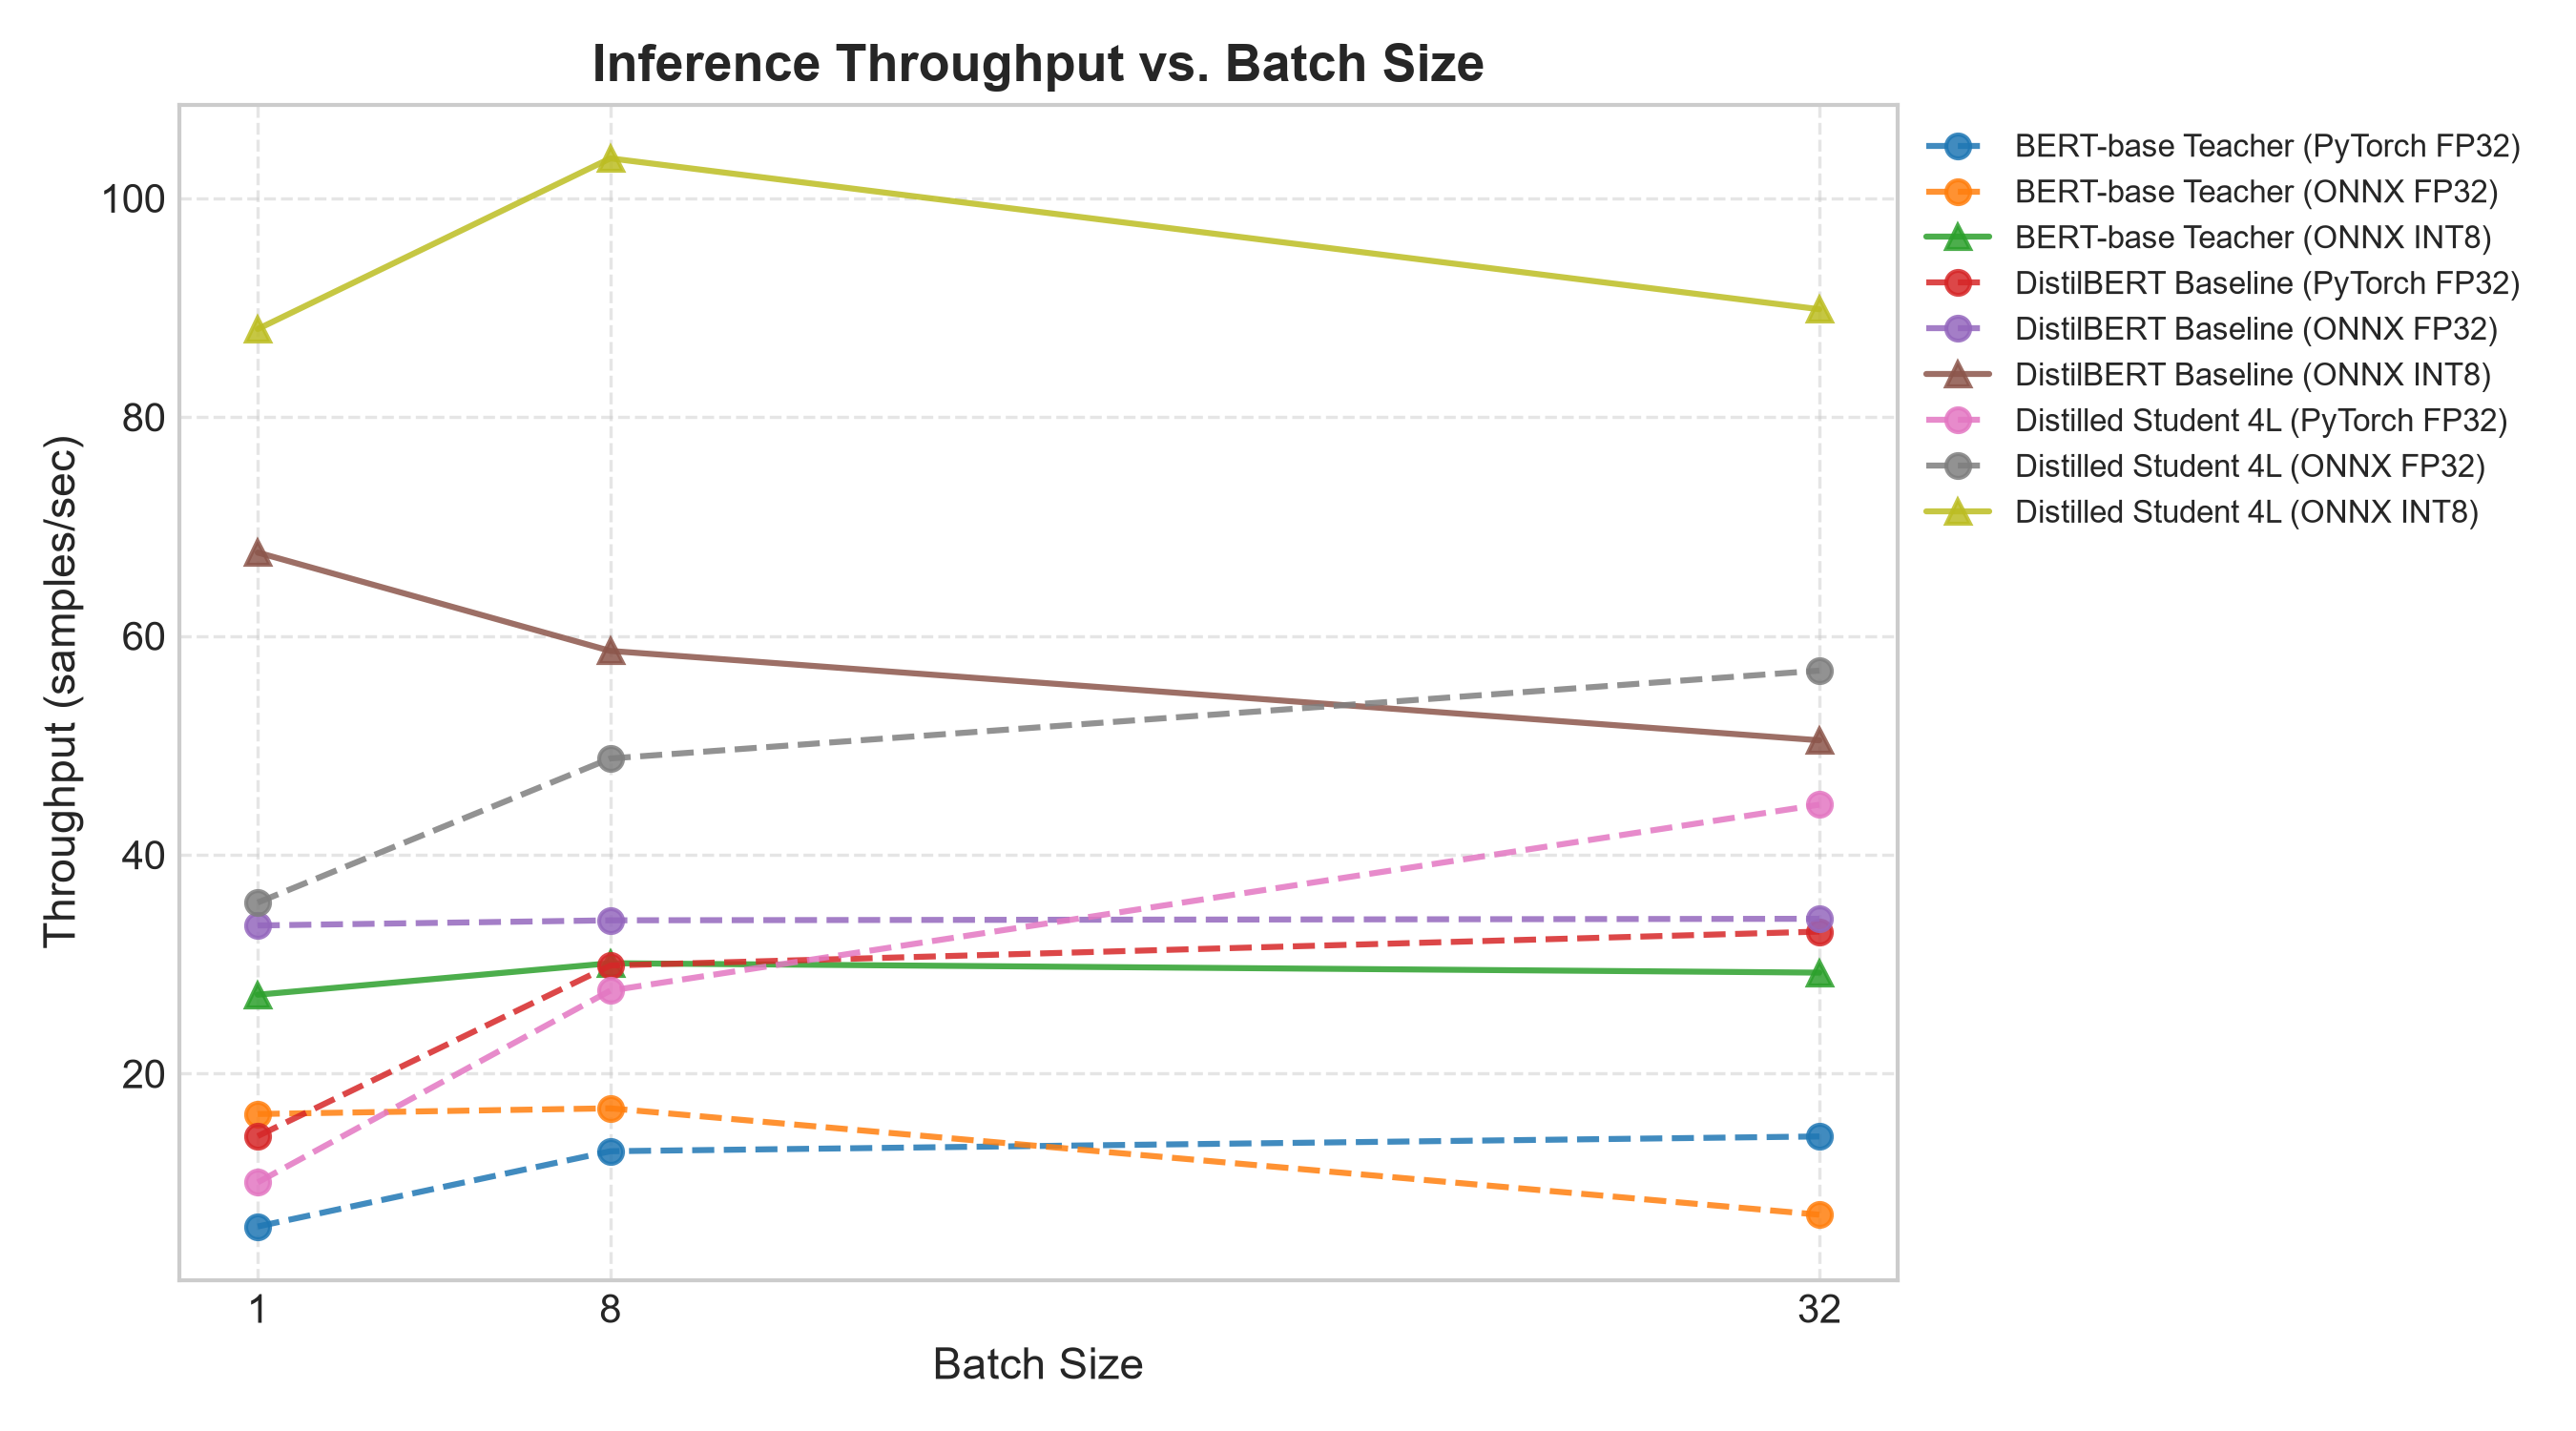 Inference Throughput vs. Batch Size
Throughput (samples/sec)
100
80
60
40
20
1 8 32
Batch Size
BERT-base Teacher (PyTorch FP32)
BERT-base Teacher (ONNX FP32)
BERT-base Teacher (ONNX INT8)
DistilBERT Baseline (PyTorch FP32)
DistilBERT Baseline (ONNX FP32)
DistilBERT Baseline (ONNX INT8)
Distilled Student 4L (PyTorch FP32)
Distilled Student 4L (ONNX FP32)
Distilled Student 4L (ONNX INT8)